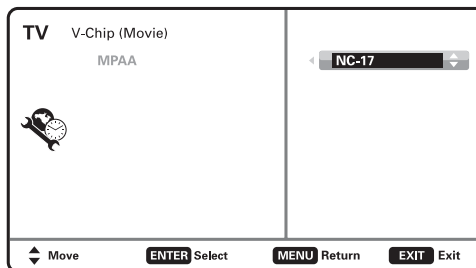 TV V-Chip (Movie)
MPAA NC-17
Move ENTER Select MENU Return EXIT Exit